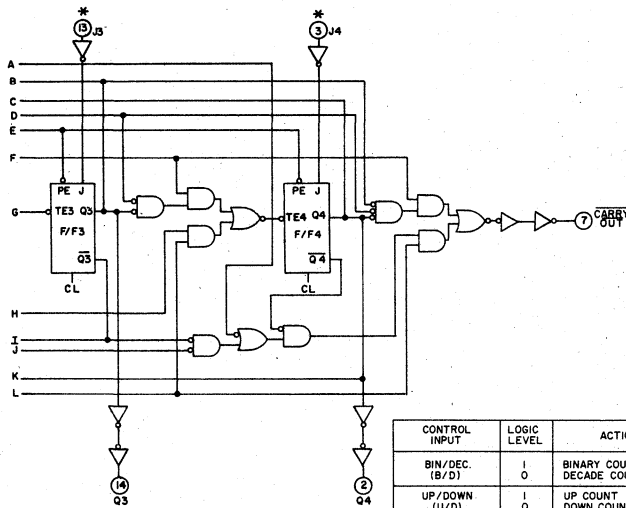 *
13 J3
*
3 J4
A
B
C
D
E
F
PE J
TE3 Q3
F/F3
Q3
CL
G
PE J
TE4 Q4
F/F4
Q4
CL
7 CARRY
OUT
H
I
J
K
L
14
Q3
2
Q4
CONTROL
INPUT
LOGIC
LEVEL
BIN/DEC.
(B/D)
1
0
BINARY COU
DECADE COU
UP/DOWN
(U/D)
1
0
UP COUNT
DOWN COUN